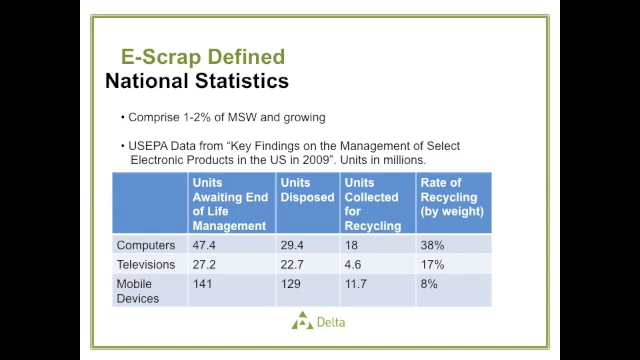 E-Scrap Defined
National Statistics
• Comprise 1-2% of MSW and growing
• USEPA Data from “Key Findings on the Management of Select
Electronic Products in the US in 2009”. Units in millions.
Units Awaiting End of Life Management | Units Disposed | Units Collected for Recycling | Rate of Recycling (by weight)
Computers 47.4 29.4 18 38%
Televisions 27.2 22.7 4.6 17%
Mobile Devices 141 129 11.7 8%
Delta